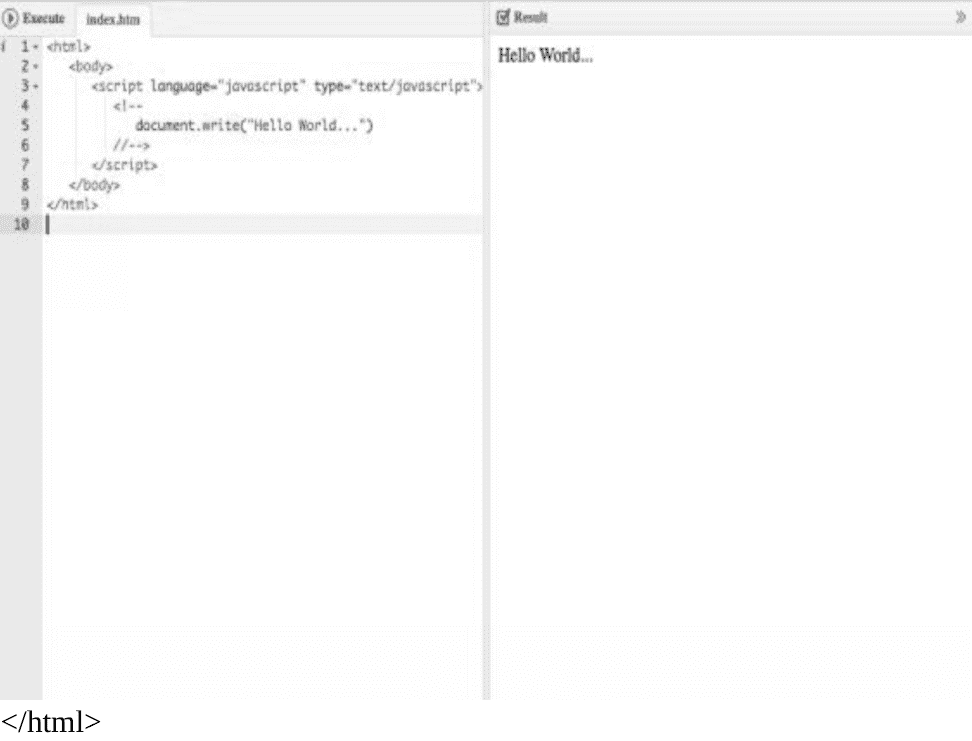 Execute index.htm
i 1 <html>
2 <body>
3 <script language="javascript" type="text/javascript">
4 <!--
5 document.write("Hello World...")
6 //-->
7 </script>
8 </body>
9 </html>
10
Result
Hello World...
</html>